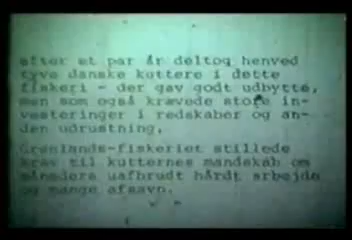 efter et par år deltog henved
tyve danske kuttere i dette
fiskeri - der gav godt udbytte,
men som også krævede store in-
vesteringer i redskaber og an-
den udrustning.
Grønlands-fiskeriet stillede
krav til kutternes mandskab om
måneders uafbrudt hårdt arbejde
og mange afsavn.